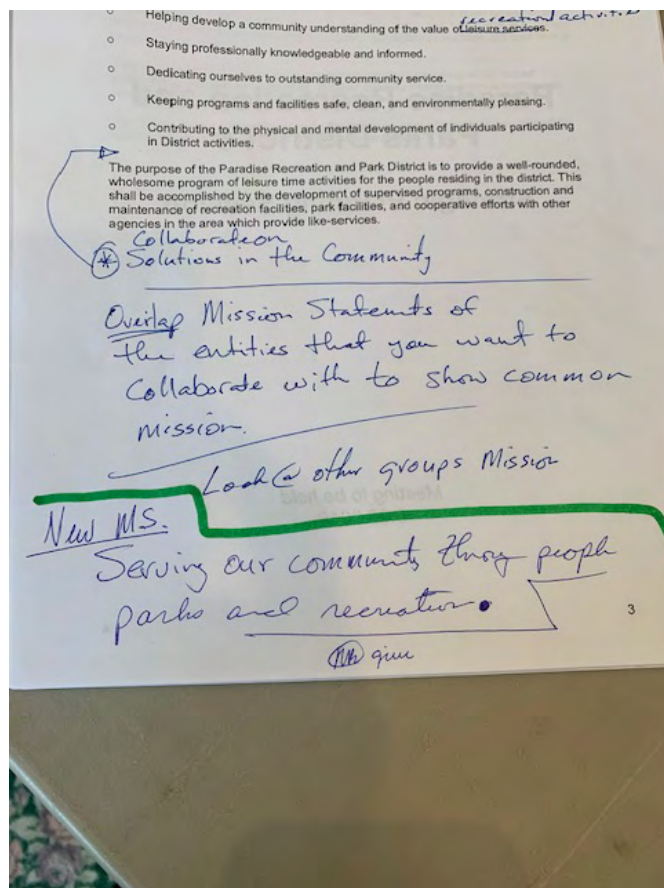 recreation activities
Helping develop a community understanding of the value of leisure services.
Staying professionally knowledgeable and informed.
Dedicating ourselves to outstanding community service.
Keeping programs and facilities safe, clean, and environmentally pleasing.
Contributing to the physical and mental development of individuals participating
in District activities.
The purpose of the Paradise Recreation and Park District is to provide a well-rounded,
wholesome program of leisure time activities for the people residing in the district. This
shall be accomplished by the development of supervised programs, construction and
maintenance of recreation facilities, park facilities, and cooperative efforts with other
agencies in the area which provide like-services.
Collaborate on
* Solutions in the Community
Overlap Mission Statements of
the entities that you want to
Collaborate with to show common
mission.
Look @ other groups Mission
New MS.
Serving our community through people
parks and recreation.
3